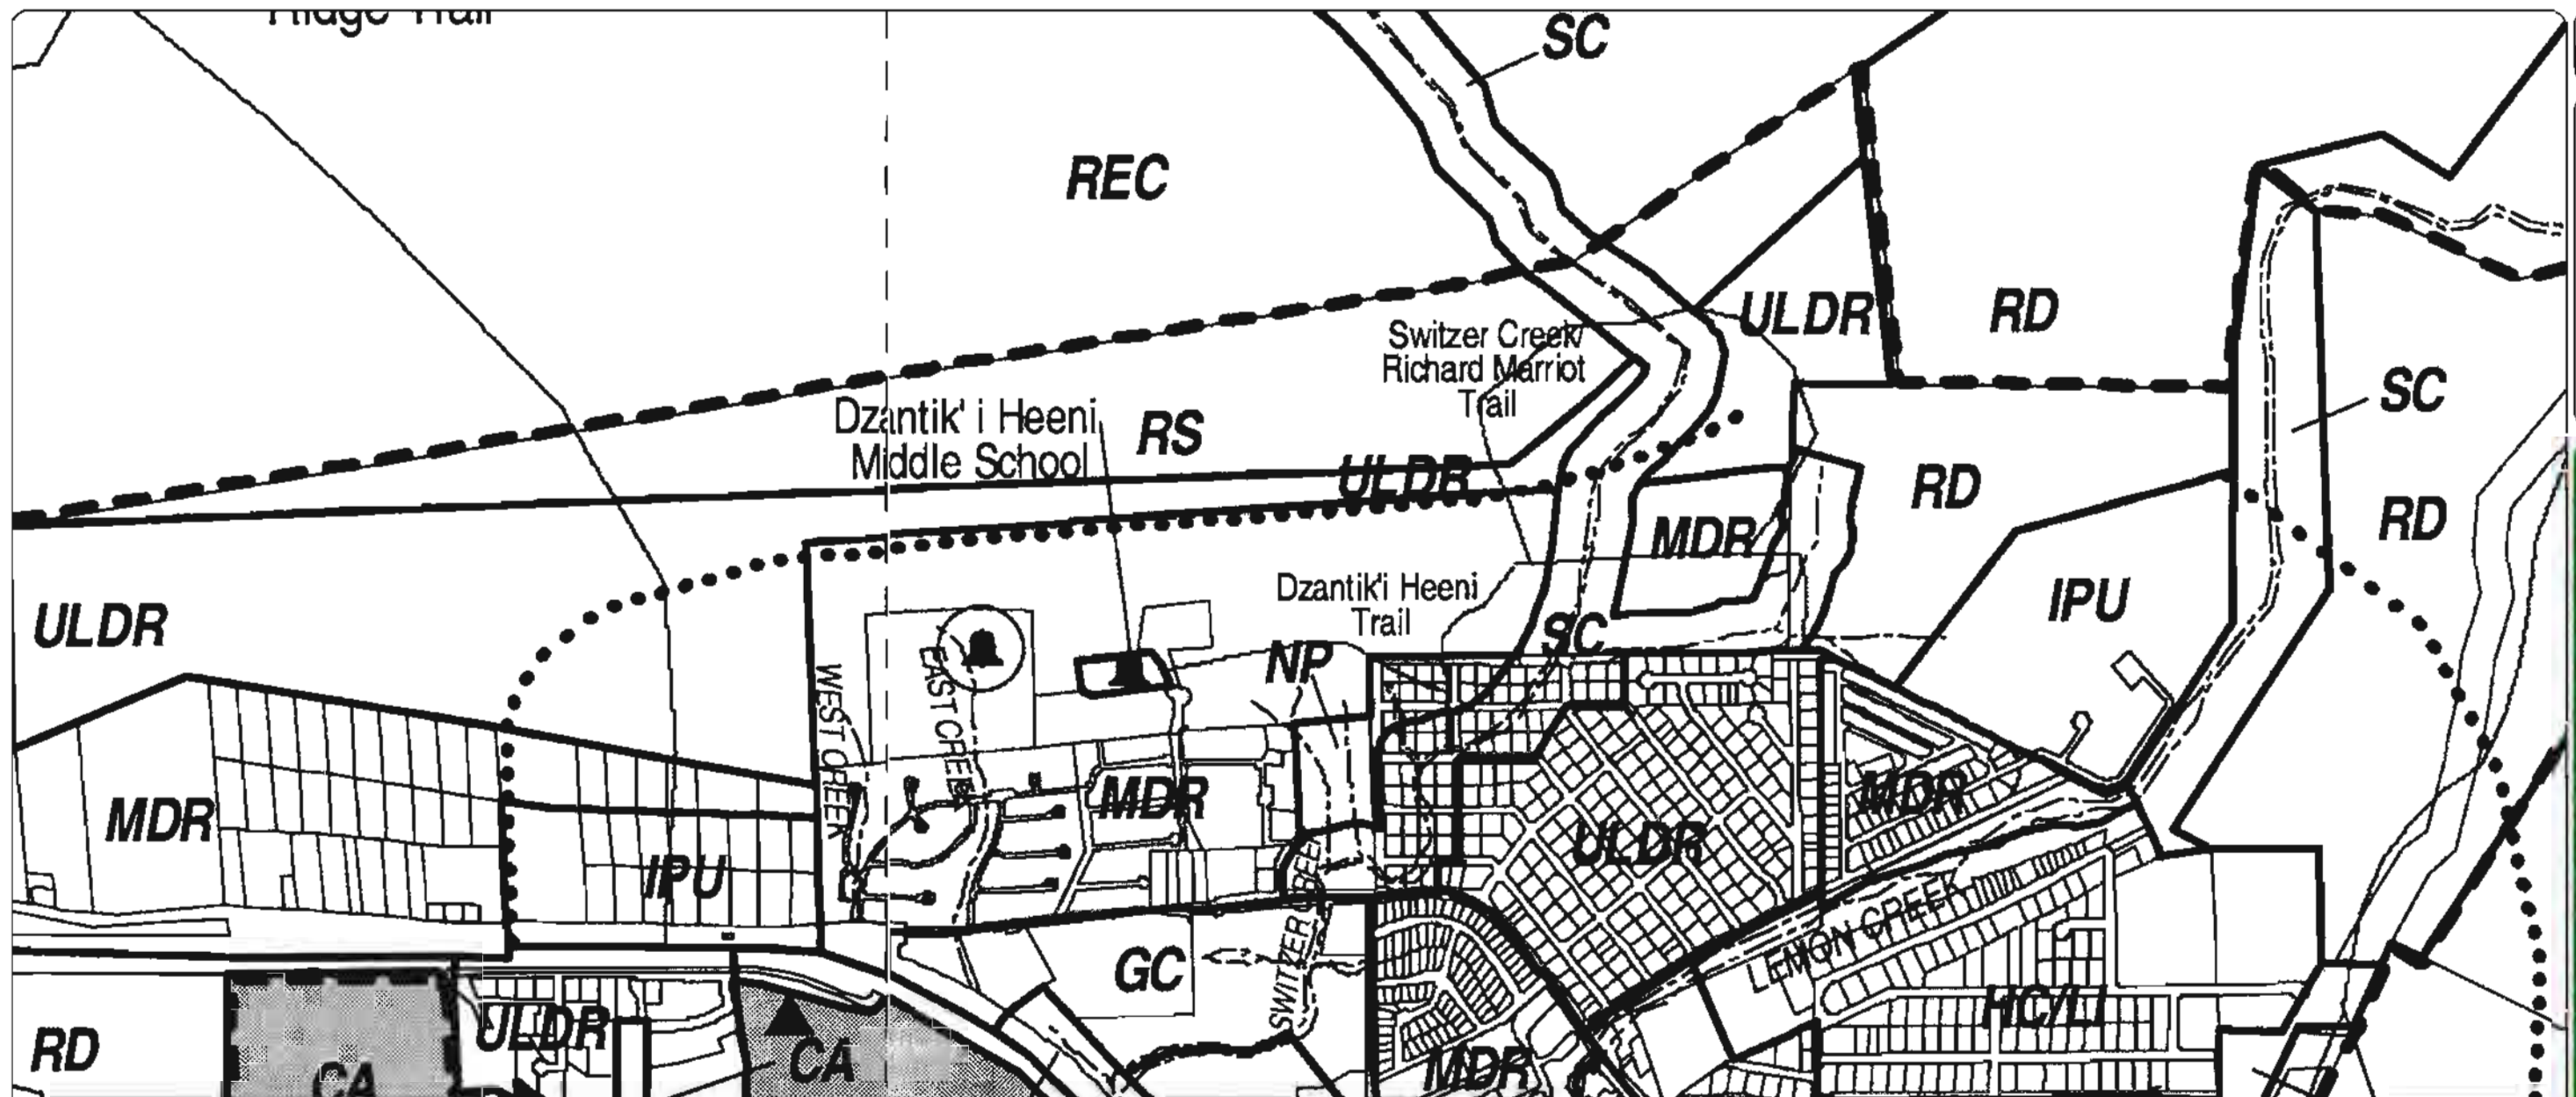 Ridge Trail
SC
REC
ULDR
RD
Switzer Creek/
Richard Marriot
Trail
SC
Dzantik' i Heeni
Middle School
RS
ULDR
RD
RD
MDR
Dzantik'i Heeni
Trail
IPU
ULDR
SC
NP
WEST CREEK
EAST CREEK
MDR
MDR
MDR
ULDR
IPU
LEMON CREEK
GC
SWITZER CREEK
HC/LI
RD
ULDR
CA
CA
MDR